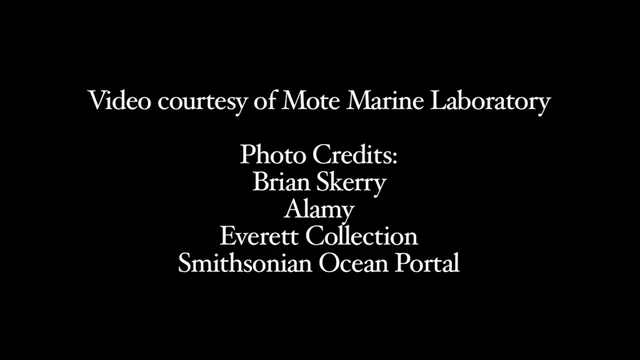 Video courtesy of Mote Marine Laboratory
Photo Credits:
Brian Skerry
Alamy
Everett Collection
Smithsonian Ocean Portal